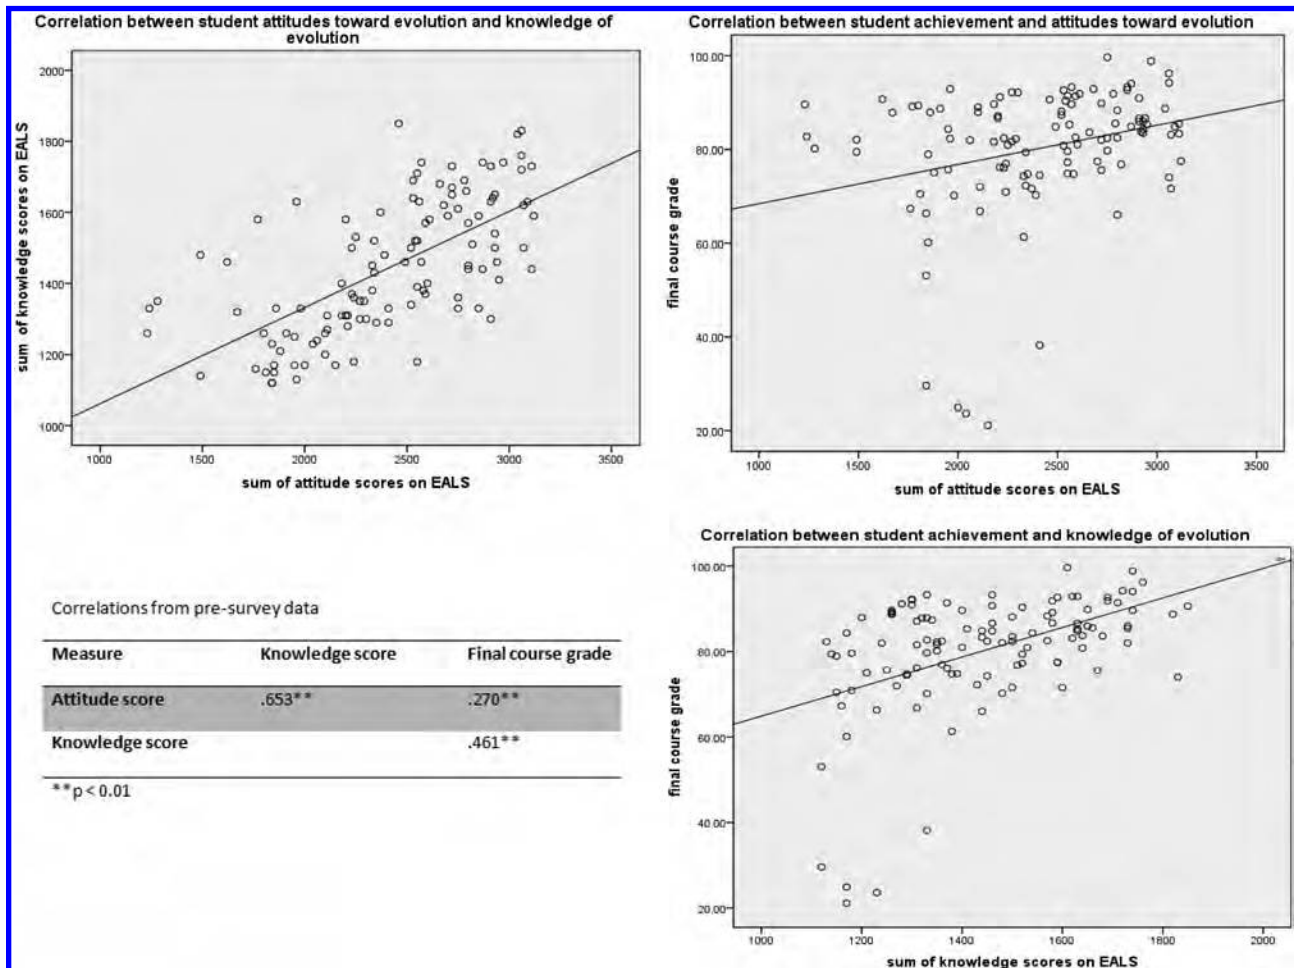 Correlation between student attitudes toward evolution and knowledge of
evolution
sum of knowledge scores on EALS
2000
1800
1600
1400
1200
1000
1000 1500 2000 2500 3000 3500
sum of attitude scores on EALS
Correlation between student achievement and attitudes toward evolution
final course grade
100.00
80.00
60.00
40.00
20.00
1000 1500 2000 2500 3000 3500
sum of attitude scores on EALS
Correlations from pre-survey data
Measure Knowledge score Final course grade
Attitude score .653** .270**
Knowledge score .461**
**p < 0.01
Correlation between student achievement and knowledge of evolution
final course grade
100.00
80.00
60.00
40.00
20.00
1000 1200 1400 1600 1800 2000
sum of knowledge scores on EALS